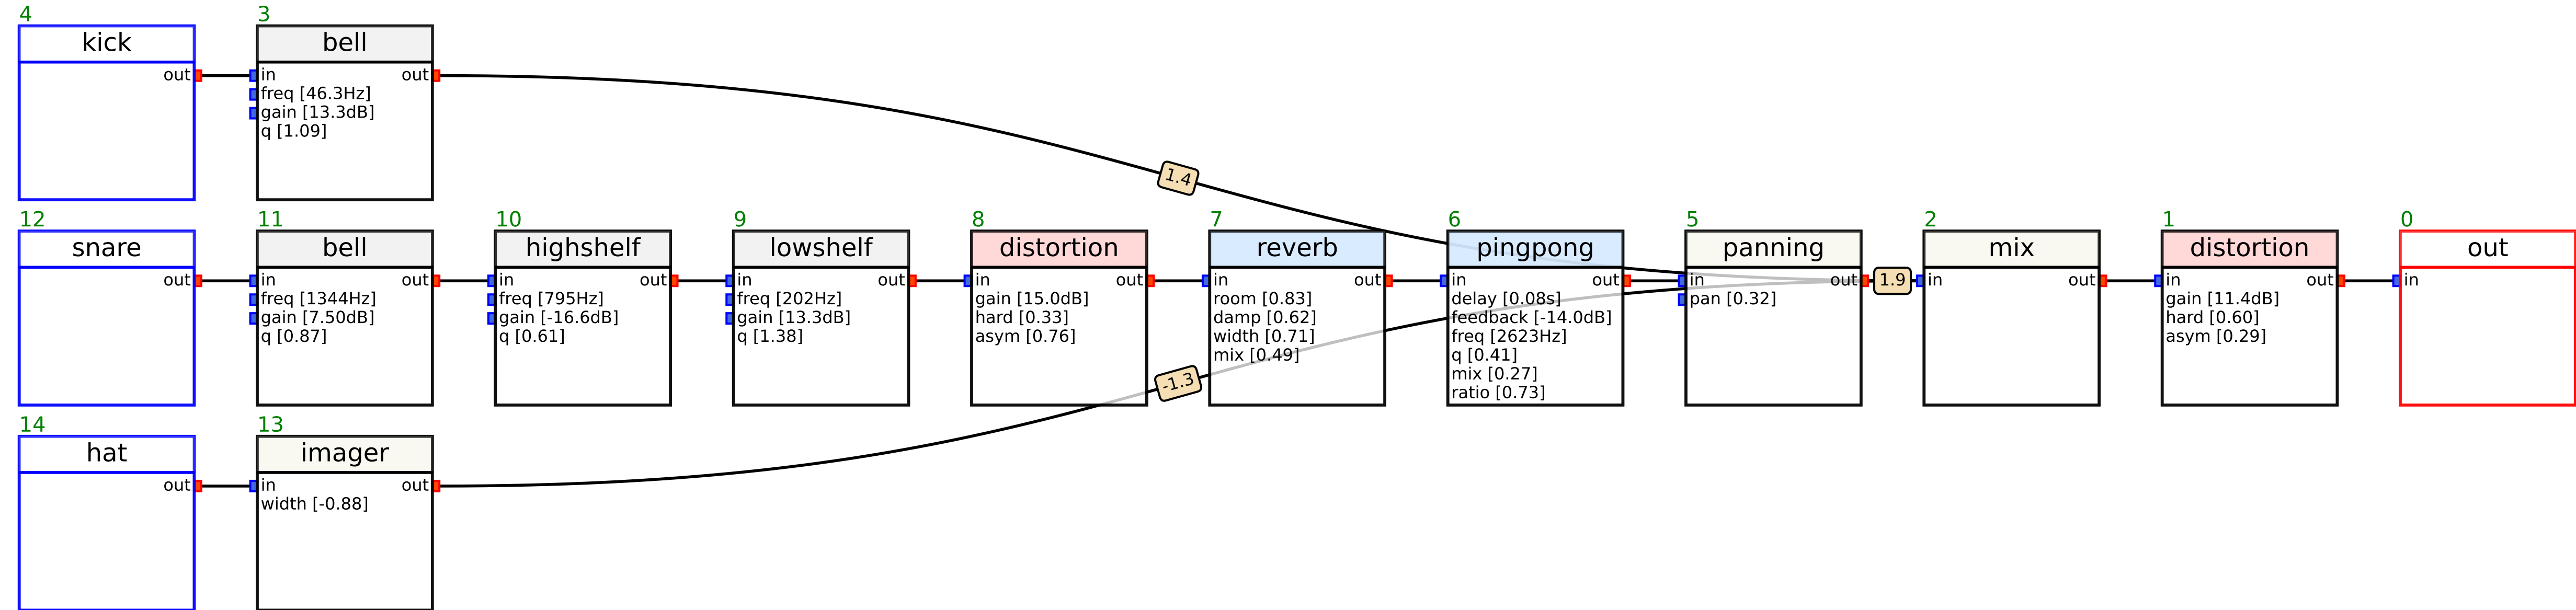 4
kick
out
3
bell
in out
freq [46.3Hz]
gain [13.3dB]
q [1.09]
1.4
12
snare
out
11
bell
in out
freq [1344Hz]
gain [7.50dB]
q [0.87]
10
highshelf
in out
freq [795Hz]
gain [-16.6dB]
q [0.61]
9
lowshelf
in out
freq [202Hz]
gain [13.3dB]
q [1.38]
8
distortion
in out
gain [15.0dB]
hard [0.33]
asym [0.76]
7
reverb
in out
room [0.83]
damp [0.62]
width [0.71]
mix [0.49]
6
pingpong
in out
delay [0.08s]
feedback [-14.0dB]
freq [2623Hz]
q [0.41]
mix [0.27]
ratio [0.73]
5
panning
in out
pan [0.32]
1.9
2
mix
in out
1
distortion
in out
gain [11.4dB]
hard [0.60]
asym [0.29]
0
out
in
-1.3
14
hat
out
13
imager
in out
width [-0.88]